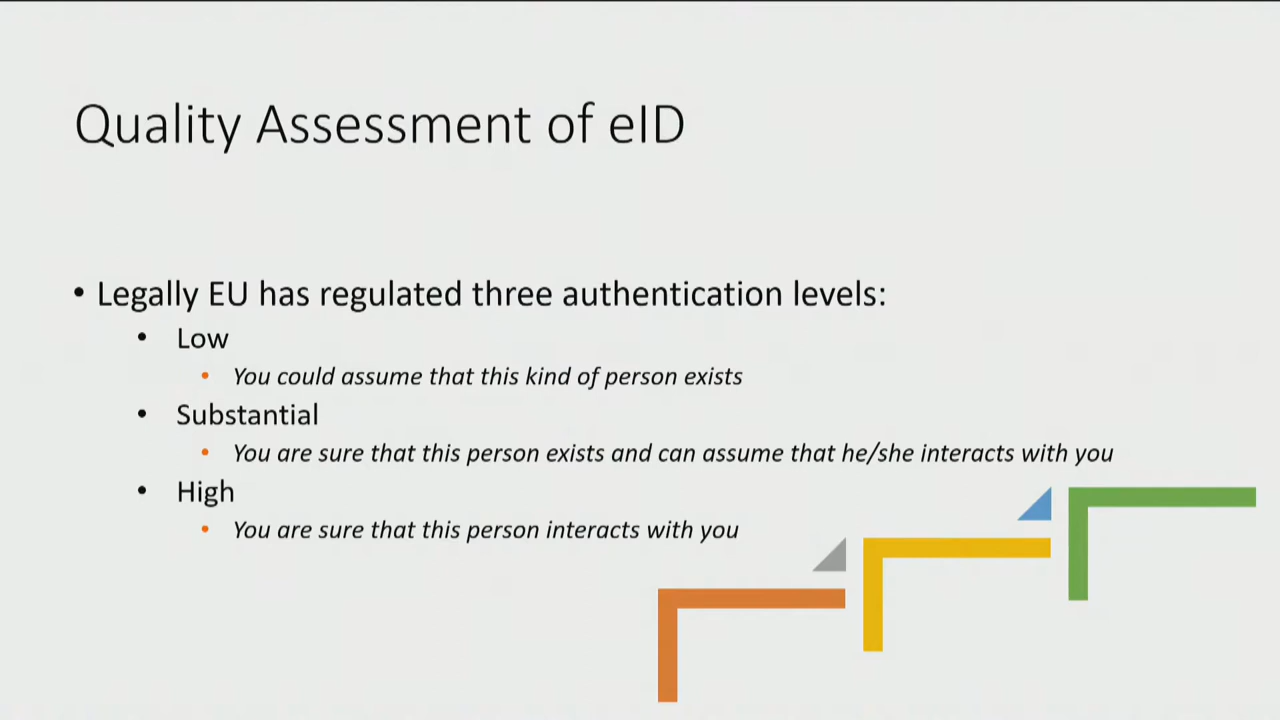 Quality Assessment of eID
• Legally EU has regulated three authentication levels:
• Low
• You could assume that this kind of person exists
• Substantial
• You are sure that this person exists and can assume that he/she interacts with you
• High
• You are sure that this person interacts with you